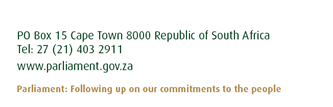 PO Box 15 Cape Town 8000 Republic of South Africa
Tel: 27 (21) 403 2911
www.parliament.gov.za
Parliament: Following up on our commitments to the people